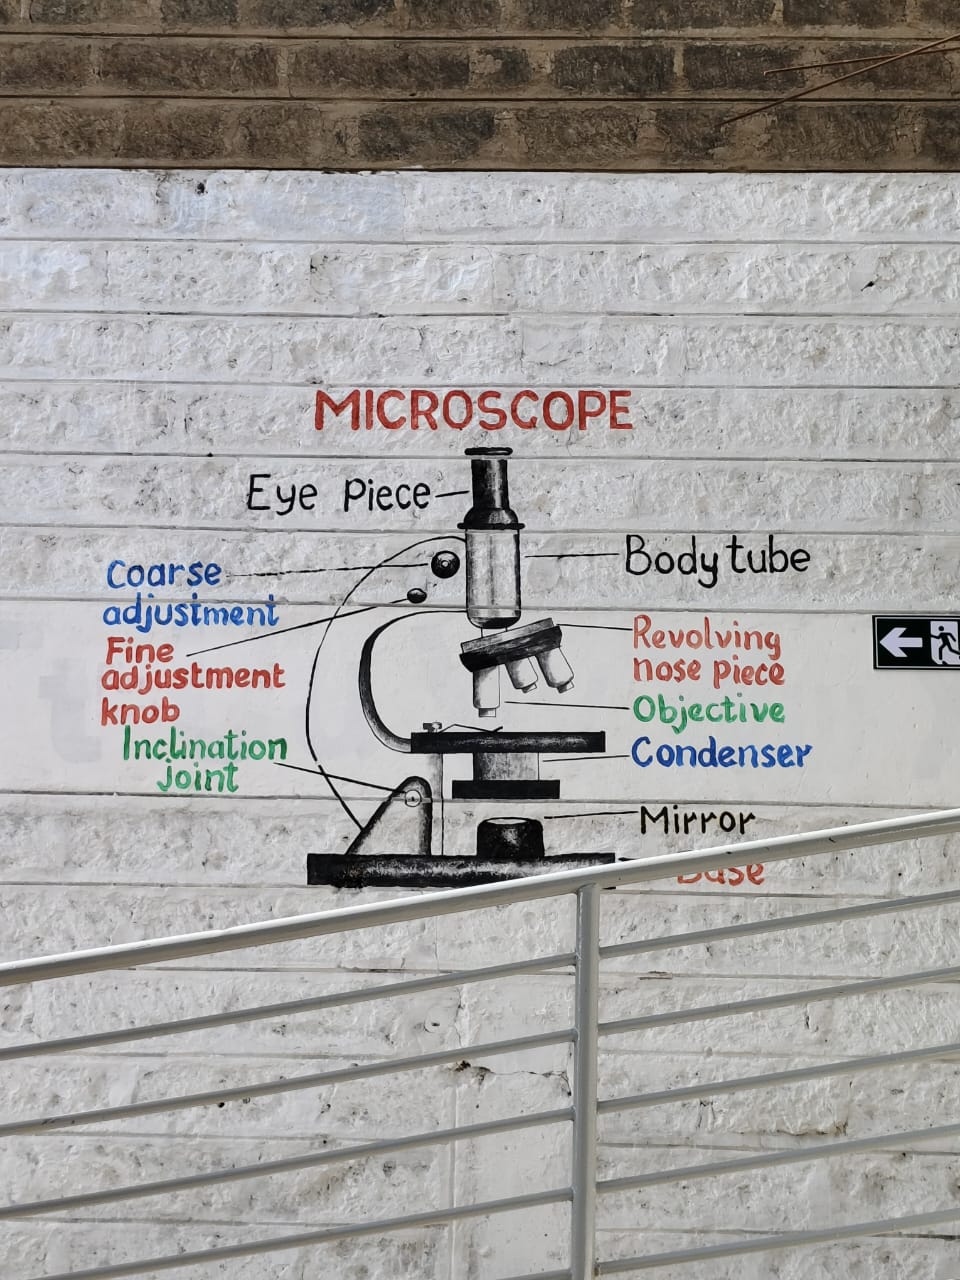 MICROSCOPE
Eye piece
Body tube
Coarse
adjustment
Fine
adjustment
knob
Inclination
joint
Revolving
nose piece
Objective
Condenser
Mirror
Base